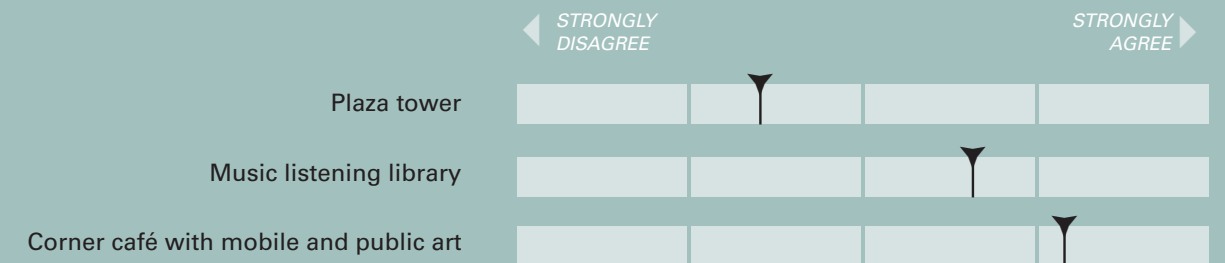 STRONGLY
DISAGREE
STRONGLY
AGREE
Plaza tower
Music listening library
Corner café with mobile and public art